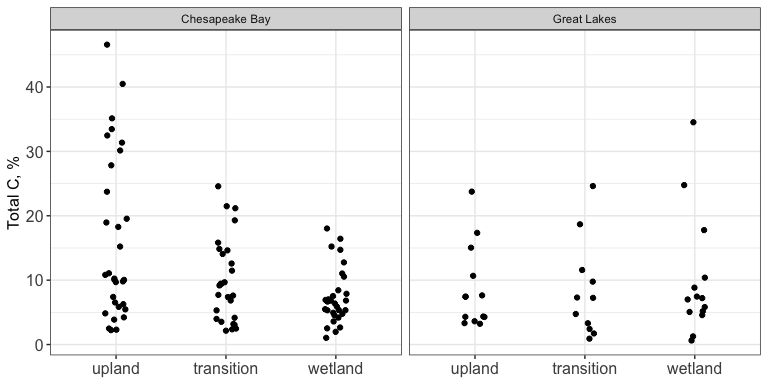 Chesapeake Bay
Great Lakes
Total C, %
40
30
20
10
0
upland
transition
wetland
upland
transition
wetland